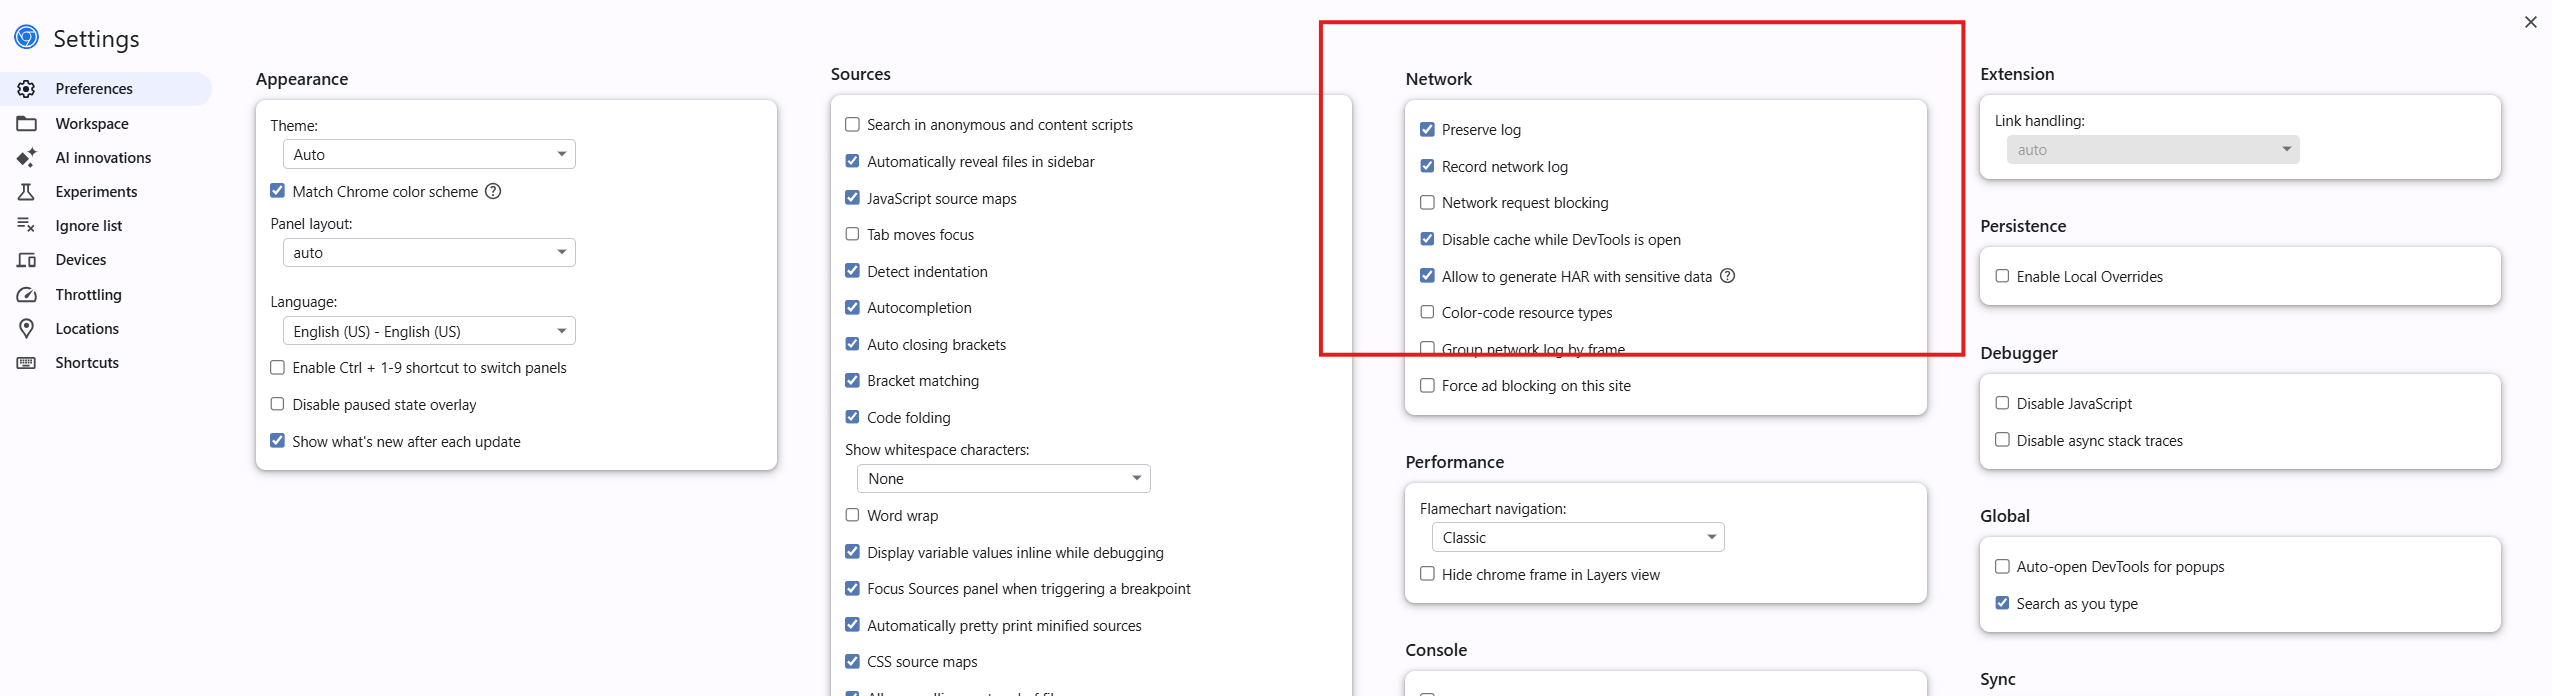 Settings
Preferences
Workspace
AI innovations
Experiments
Ignore list
Devices
Throttling
Locations
Shortcuts
Appearance
Theme:
Auto
Match Chrome color scheme
Panel layout:
auto
Language:
English (US) - English (US)
Enable Ctrl + 1-9 shortcut to switch panels
Disable paused state overlay
Show what's new after each update
Sources
Search in anonymous and content scripts
Automatically reveal files in sidebar
JavaScript source maps
Tab moves focus
Detect indentation
Autocompletion
Auto closing brackets
Bracket matching
Code folding
Show whitespace characters:
None
Word wrap
Display variable values inline while debugging
Focus Sources panel when triggering a breakpoint
Automatically pretty print minified sources
CSS source maps
Network
Preserve log
Record network log
Network request blocking
Disable cache while DevTools is open
Allow to generate HAR with sensitive data
Color-code resource types
Group network log by frame
Force ad blocking on this site
Performance
Flamechart navigation:
Classic
Hide chrome frame in Layers view
Console
Extension
Link handling:
auto
Persistence
Enable Local Overrides
Debugger
Disable JavaScript
Disable async stack traces
Global
Auto-open DevTools for popups
Search as you type
Sync